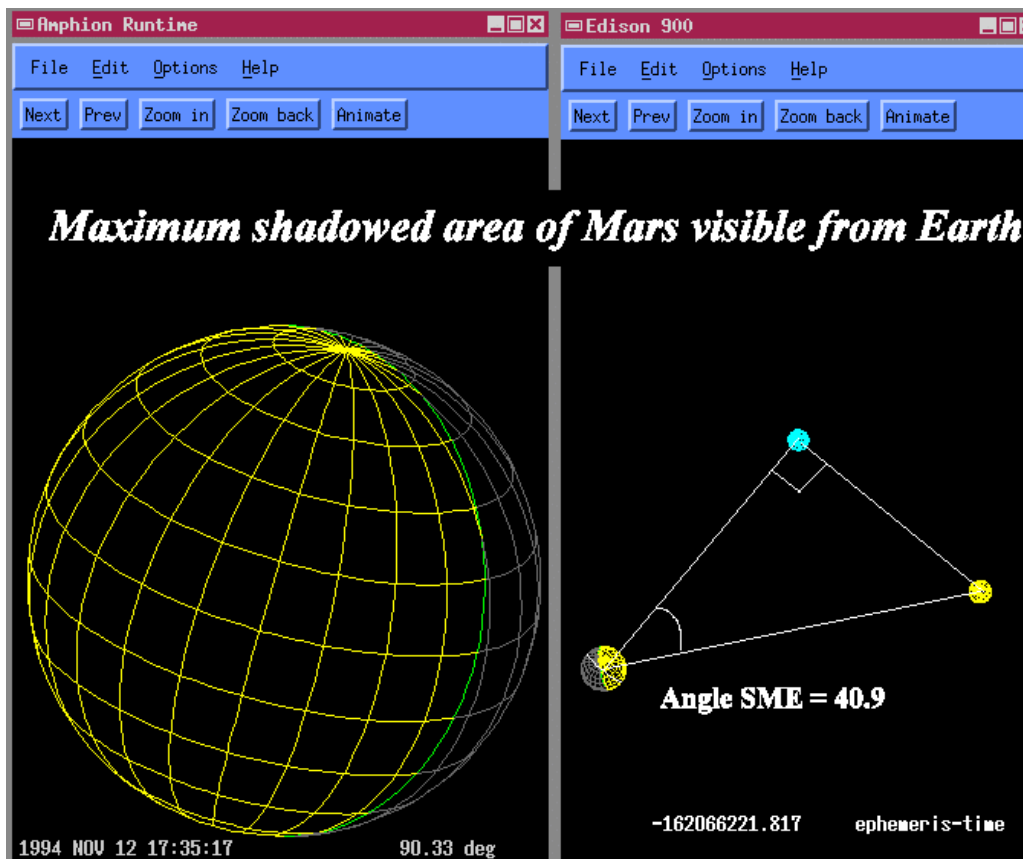 Amphion Runtime
File Edit Options Help
Next Prev Zoom in Zoom back Animate
Edison 900
File Edit Options Help
Next Prev Zoom in Zoom back Animate
Maximum shadowed area of Mars visible from Earth
Angle SME = 40.9
1994 NOV 12 17:35:17 90.33 deg
-162066221.817 ephemeris-time